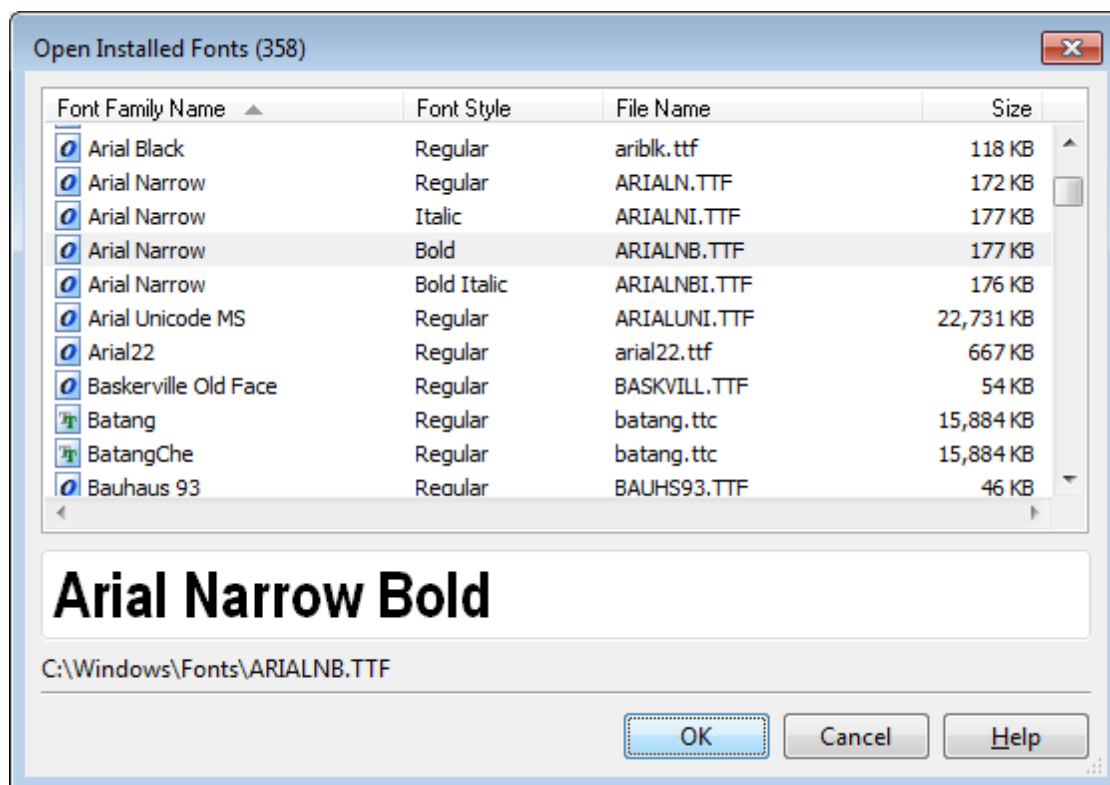 Open Installed Fonts (358)
Font Family Name Font Style File Name Size
Arial Black Regular ariblk.ttf 118 KB
Arial Narrow Regular ARIALN.TTF 172 KB
Arial Narrow Italic ARIALNI.TTF 177 KB
Arial Narrow Bold ARIALNB.TTF 177 KB
Arial Narrow Bold Italic ARIALNBI.TTF 176 KB
Arial Unicode MS Regular ARIALUNI.TTF 22,731 KB
Arial22 Regular arial22.ttf 667 KB
Baskerville Old Face Regular BASKVILL.TTF 54 KB
Batang Regular batang.ttc 15,884 KB
BatangChe Regular batang.ttc 15,884 KB
Bauhaus 93 Regular BAUHS93.TTF 46 KB
Arial Narrow Bold
C:\Windows\Fonts\ARIALNB.TTF
OK Cancel Help